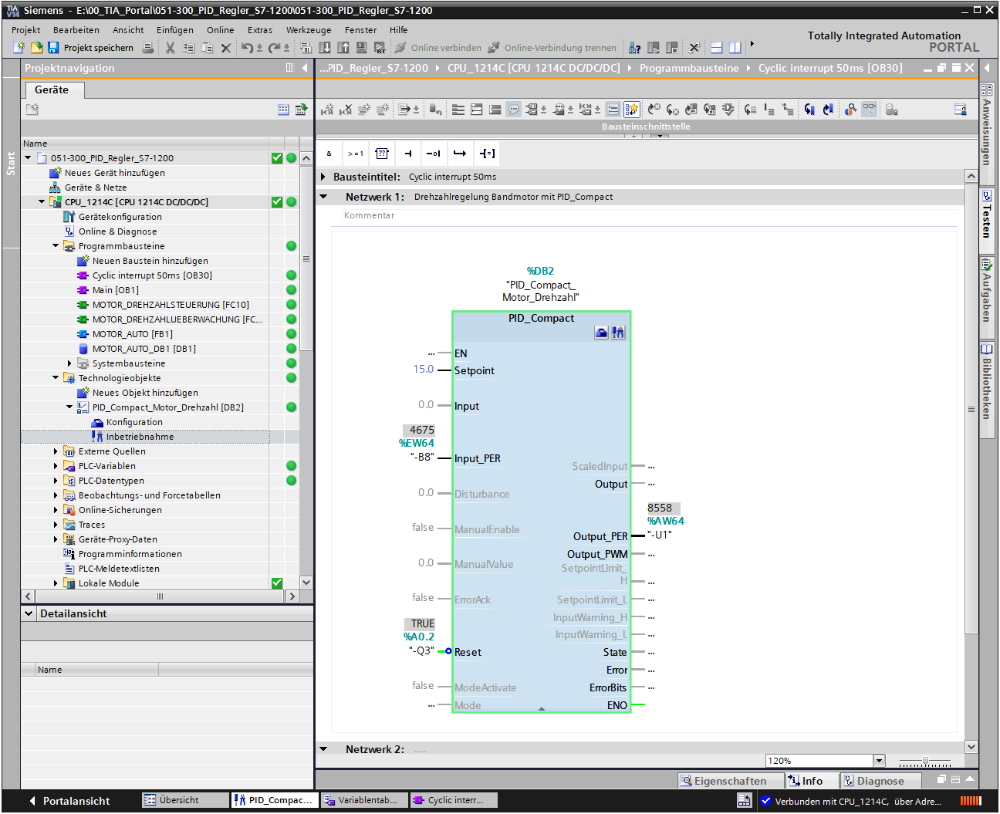 Siemens - E:\00_TIA_Portal\051-300_PID_Regler_S7-1200\051-300_PID_Regler_S7-1200
Projekt Bearbeiten Ansicht Einfügen Online Extras Werkzeuge Fenster Hilfe
Totally Integrated Automation
PORTAL
Projekt speichern
Online verbinden
Online-Verbindung trennen
Projektnavigation
...PID_Regler_S7-1200 CPU_1214C [CPU 1214C DC/DC/DC] Programmbausteine Cyclic interrupt 50ms [OB30]
Geräte
Start
Bausteinschnittstelle
Name
& >=1 ??
051-300_PID_Regler_S7-1200
Neues Gerät hinzufügen
Geräte & Netze
CPU_1214C [CPU 1214C DC/DC/DC]
Gerätekonfiguration
Online & Diagnose
Programmbausteine
Neuen Baustein hinzufügen
Cyclic interrupt 50ms [OB30]
Main [OB1]
MOTOR_DREHZAHLSTEUERUNG [FC10]
MOTOR_DREHZAHLUEBERWACHUNG [FC...
MOTOR_AUTO [FB1]
MOTOR_AUTO_DB1 [DB1]
Systembausteine
Technologieobjekte
Neues Objekt hinzufügen
PID_Compact_Motor_Drehzahl [DB2]
Konfiguration
Inbetriebnahme
Externe Quellen
PLC-Variablen
PLC-Datentypen
Beobachtungs- und Forcetabellen
Online-Sicherungen
Traces
Geräte-Proxy-Daten
Programminformationen
PLC-Meldetextlisten
Lokale Module
Detailansicht
Name
Bausteintitel: Cyclic interrupt 50ms
Netzwerk 1: Drehzahlregelung Bandmotor mit PID_Compact
Kommentar
%DB2
"PID_Compact_
Motor_Drehzahl"
PID_Compact
... EN
15.0 Setpoint
0.0 Input
4675
%EW64
"-B8" Input_PER
ScaledInput ...
Output ...
0.0 Disturbance
8558
%AW64
false ManualEnable
Output_PER "-U1"
Output_PWM ...
0.0 ManualValue
SetpointLimit_
H ...
false ErrorAck
SetpointLimit_L ...
InputWarning_H ...
TRUE
%A0.2
InputWarning_L ...
"-Q3" Reset
State ...
Error ...
false ModeActivate
ErrorBits ...
... Mode
ENO
Netzwerk 2: .....
120%
Eigenschaften Info Diagnose
Anweisungen
Testen
Aufgaben
Bibliotheken
Portalansicht Übersicht PID_Compac... Variablentab... Cyclic interr... Verbunden mit CPU_1214C, über Adre...